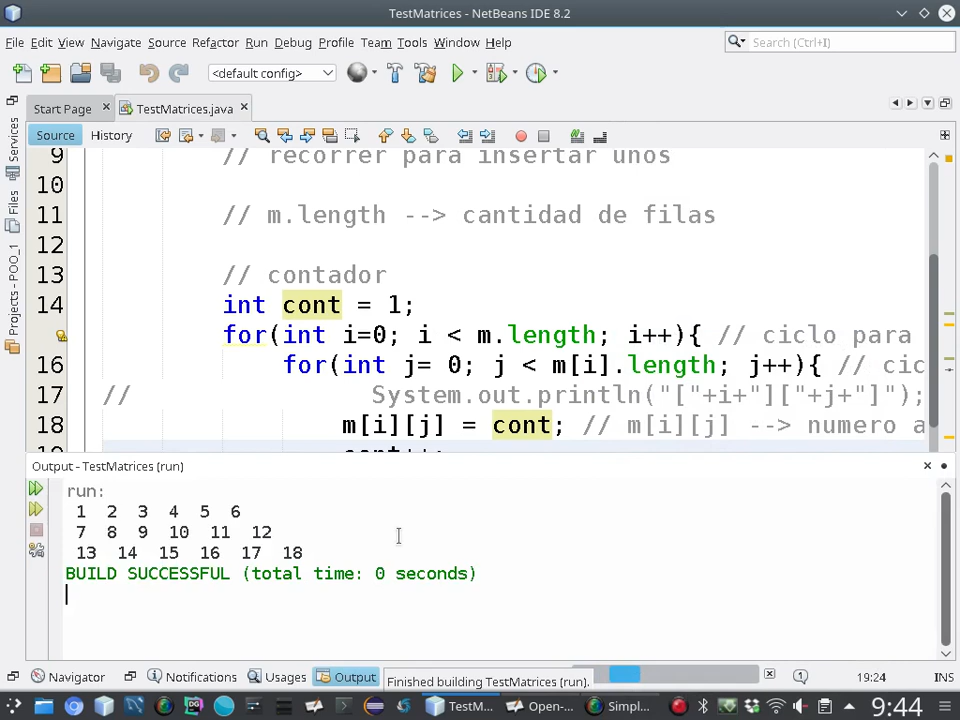 TestMatrices - NetBeans IDE 8.2
File Edit View Navigate Source Refactor Run Debug Profile Team Tools Window Help
Search (Ctrl+I)
<default config>
Start Page
TestMatrices.java
Source History
Services
Files
Projects - POO_1
9 // recorrer para insertar unos
10
11 // m.length --> cantidad de filas
12
13 // contador
14 int cont = 1;
for(int i=0; i < m.length; i++){ // ciclo para
16 for(int j= 0; j < m[i].length; j++){ // cic
17 // System.out.println("["+i+"]["+j+"]");
18 m[i][j] = cont; // m[i][j] --> numero a
19 cont++;
Output - TestMatrices (run)
run:
1 2 3 4 5 6
7 8 9 10 11 12
13 14 15 16 17 18
BUILD SUCCESSFUL (total time: 0 seconds)
Navigator Notifications Usages Output Finished building TestMatrices (run). 19:24 INS
TestM... Open-... Simpl... 9:44